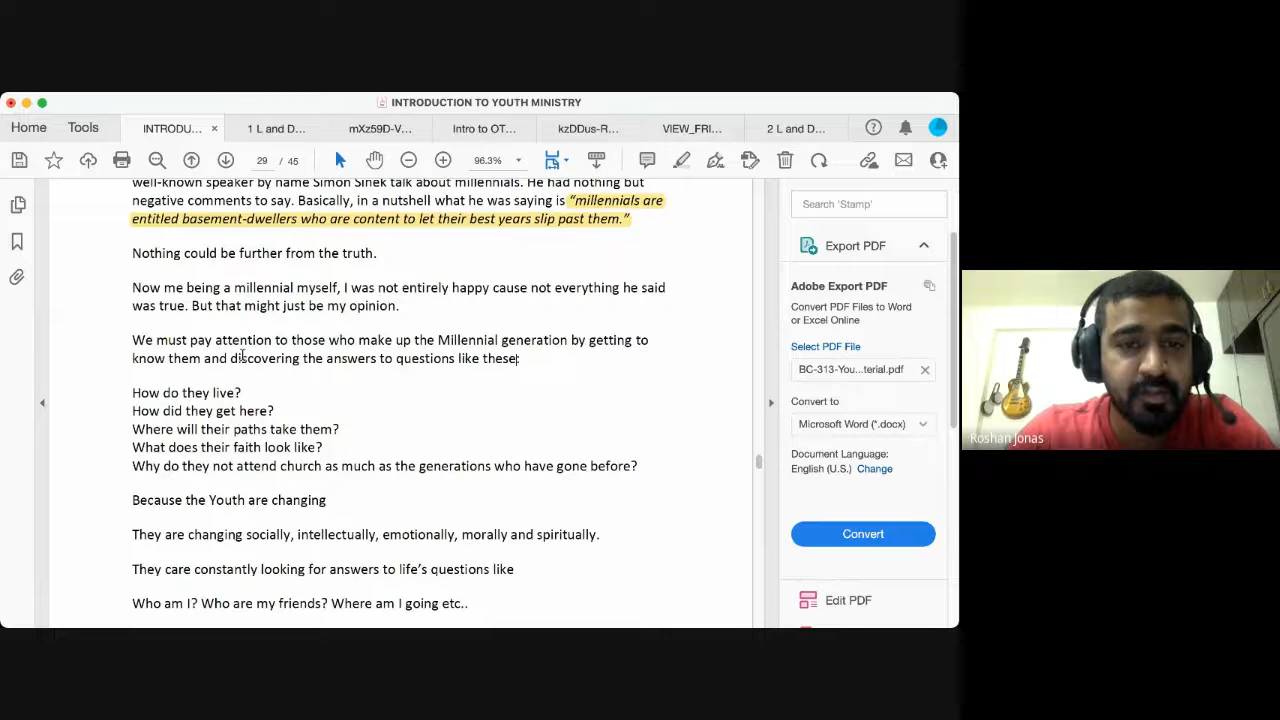 INTRODUCTION TO YOUTH MINISTRY
Home
Tools
INTRODU...
1 L and D...
mXz59D-V...
Intro to OT...
kzDDus-R...
VIEW_FRI...
2 L and D...
29 / 45
96.3%
well-known speaker by name Simon Sinek talk about millennials. He had nothing but
negative comments to say. Basically, in a nutshell what he was saying is “millennials are
entitled basement-dwellers who are content to let their best years slip past them.”
Nothing could be further from the truth.
Now me being a millennial myself, I was not entirely happy cause not everything he said
was true. But that might just be my opinion.
We must pay attention to those who make up the Millennial generation by getting to
know them and discovering the answers to questions like these:
How do they live?
How did they get here?
Where will their paths take them?
What does their faith look like?
Why do they not attend church as much as the generations who have gone before?
Because the Youth are changing
They are changing socially, intellectually, emotionally, morally and spiritually.
They care constantly looking for answers to life’s questions like
Who am I? Who are my friends? Where am I going etc..
Search 'Stamp'
Export PDF
Adobe Export PDF
Convert PDF Files to Word
or Excel Online
Select PDF File
BC-313-You...terial.pdf
Convert to
Microsoft Word (*.docx)
Document Language:
English (U.S.) Change
Convert
Edit PDF
Roshan Jonas